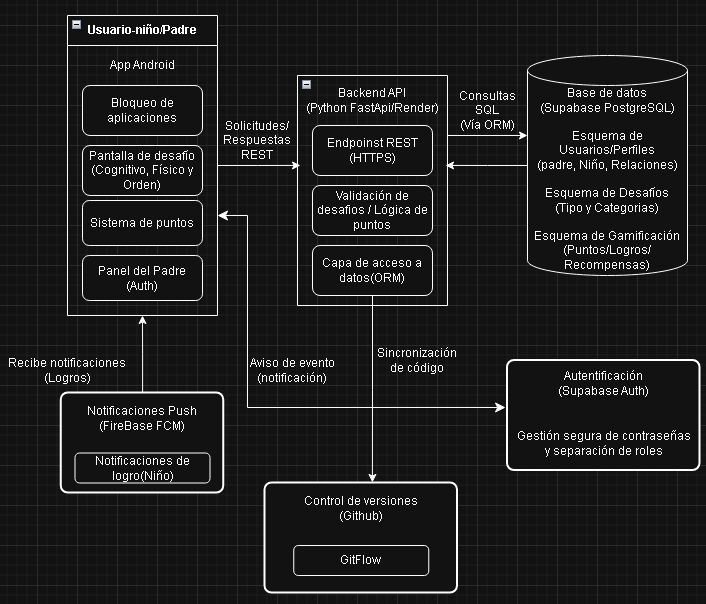 Usuario-niño/Padre
App Android
Bloqueo de
aplicaciones
Pantalla de desafío
(Cognitivo, Físico y
Orden)
Sistema de puntos
Panel del Padre
(Auth)
Solicitudes/
Respuestas
REST
Backend API
(Python FastApi/Render)
Endpoinst REST
(HTTPS)
Validación de
desafios / Lógica de
puntos
Capa de acceso a
datos(ORM)
Consultas
SQL
(Vía ORM)
Base de datos
(Supabase PostgreSQL)
Esquema de
Usuarios/Perfiles
(padre, Niño, Relaciones)
Esquema de Desafíos
(Tipo y Categorias)
Esquema de Gamificación
(Puntos/Logros/
Recompensas)
Recibe notificaciones
(Logros)
Aviso de evento
(notificación)
Sincronización
de código
Notificaciones Push
(FireBase FCM)
Notificaciones de
logro(Niño)
Autentificación
(Supabase Auth)
Gestión segura de contraseñas
y separación de roles
Control de versiones
(Github)
GitFlow